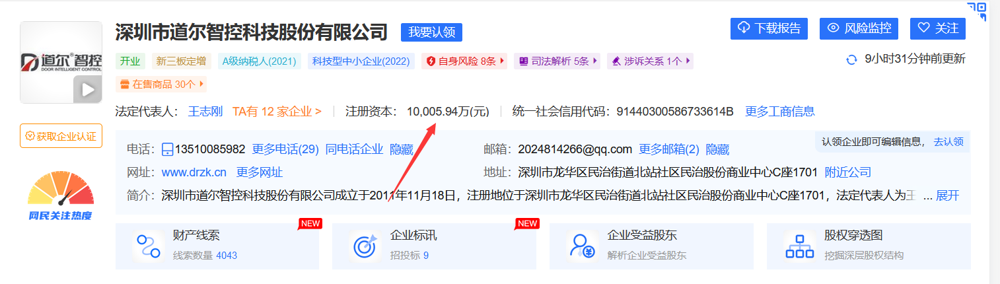 道尔®智控
DOOR INTELLIGENT CONTROL
深圳市道尔智控科技股份有限公司 我要认领
下载报告 风险监控 关注
开业 新三板定增 A级纳税人(2021) 科技型中小企业(2022) 自身风险 8条 司法解析 5条 涉诉关系 1个
9小时31分钟前更新
在售商品 30个
法定代表人: 王志刚 TA有 12 家企业 > 注册资本: 10,005.94万(元) 统一社会信用代码: 91440300586733614B 更多工商信息
获取企业认证
认领企业即可编辑信息, 去认领
电话: 13510085982 更多电话(29) 同电话企业 隐藏 邮箱: 2024814266@qq.com 更多邮箱(2) 隐藏
网址: www.drzk.cn 更多网址 地址: 深圳市龙华区民治街道北站社区民治股份商业中心C座1701 附近公司
简介: 深圳市道尔智控科技股份有限公司成立于2011年11月18日，注册地位于深圳市龙华区民治街道北站社区民治股份商业中心C座1701，法定代表人为王 ... 展开
网民关注热度
财产线索 NEW
线索数量 4043
企业标讯 NEW
招投标 9
企业受益股东
解析企业受益股东
股权穿透图
挖掘深层股权结构